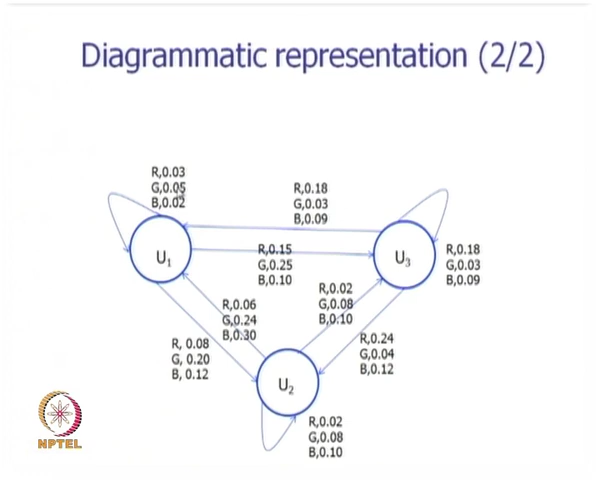 Diagrammatic representation (2/2)
R,0.03
G,0.05
B,0.02
R,0.18
G,0.03
B,0.09
U1
R,0.15
G,0.25
B,0.10
U3
R,0.18
G,0.03
B,0.09
R,0.02
G,0.08
B,0.10
R,0.06
G,0.24
B,0.30
R, 0.08
G, 0.20
B, 0.12
R,0.24
G,0.04
B,0.12
U2
R,0.02
G,0.08
B,0.10
NPTEL